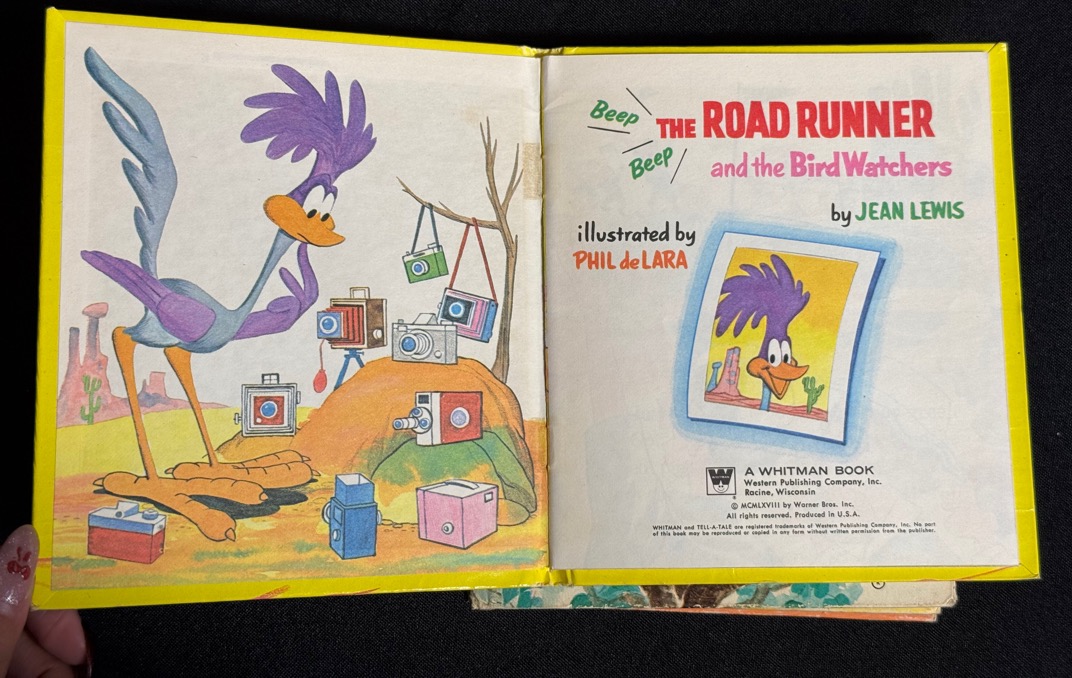 Beep
Beep
THE ROAD RUNNER
and the Bird Watchers
by JEAN LEWIS
illustrated by
PHIL de LARA
WHITMAN
®
A WHITMAN BOOK
Western Publishing Company, Inc.
Racine, Wisconsin
© MCMLXVIII by Warner Bros. Inc.
All rights reserved. Produced in U.S.A.
WHITMAN and TELL-A-TALE are registered trademarks of Western Publishing Company, Inc. No part
of this book may be reproduced or copied in any form without written permission from the publisher.